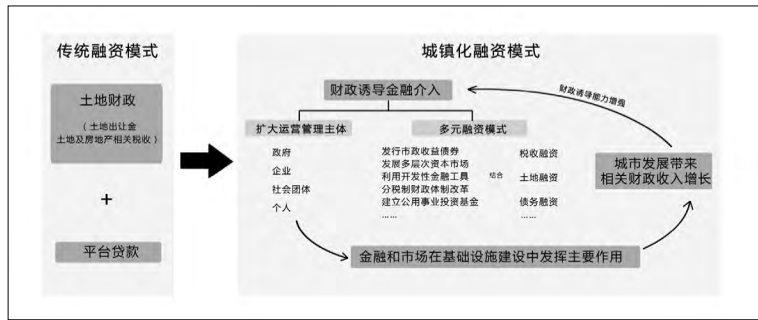 传统融资模式
土地财政
（土地出让金
土地及房地产相关税收）
+
平台贷款
城镇化融资模式
财政诱导金融介入
财政诱导能力增强
扩大运营管理主体
多元融资模式
政府
企业
社会团体
个人
发行市政收益债券
发展多层次资本市场
利用开发性金融工具
分税制财政体制改革
建立公用事业投资基金
……
结合
税收融资
土地融资
债务融资
……
城市发展带来
相关财政收入增长
金融和市场在基础设施建设中发挥主要作用